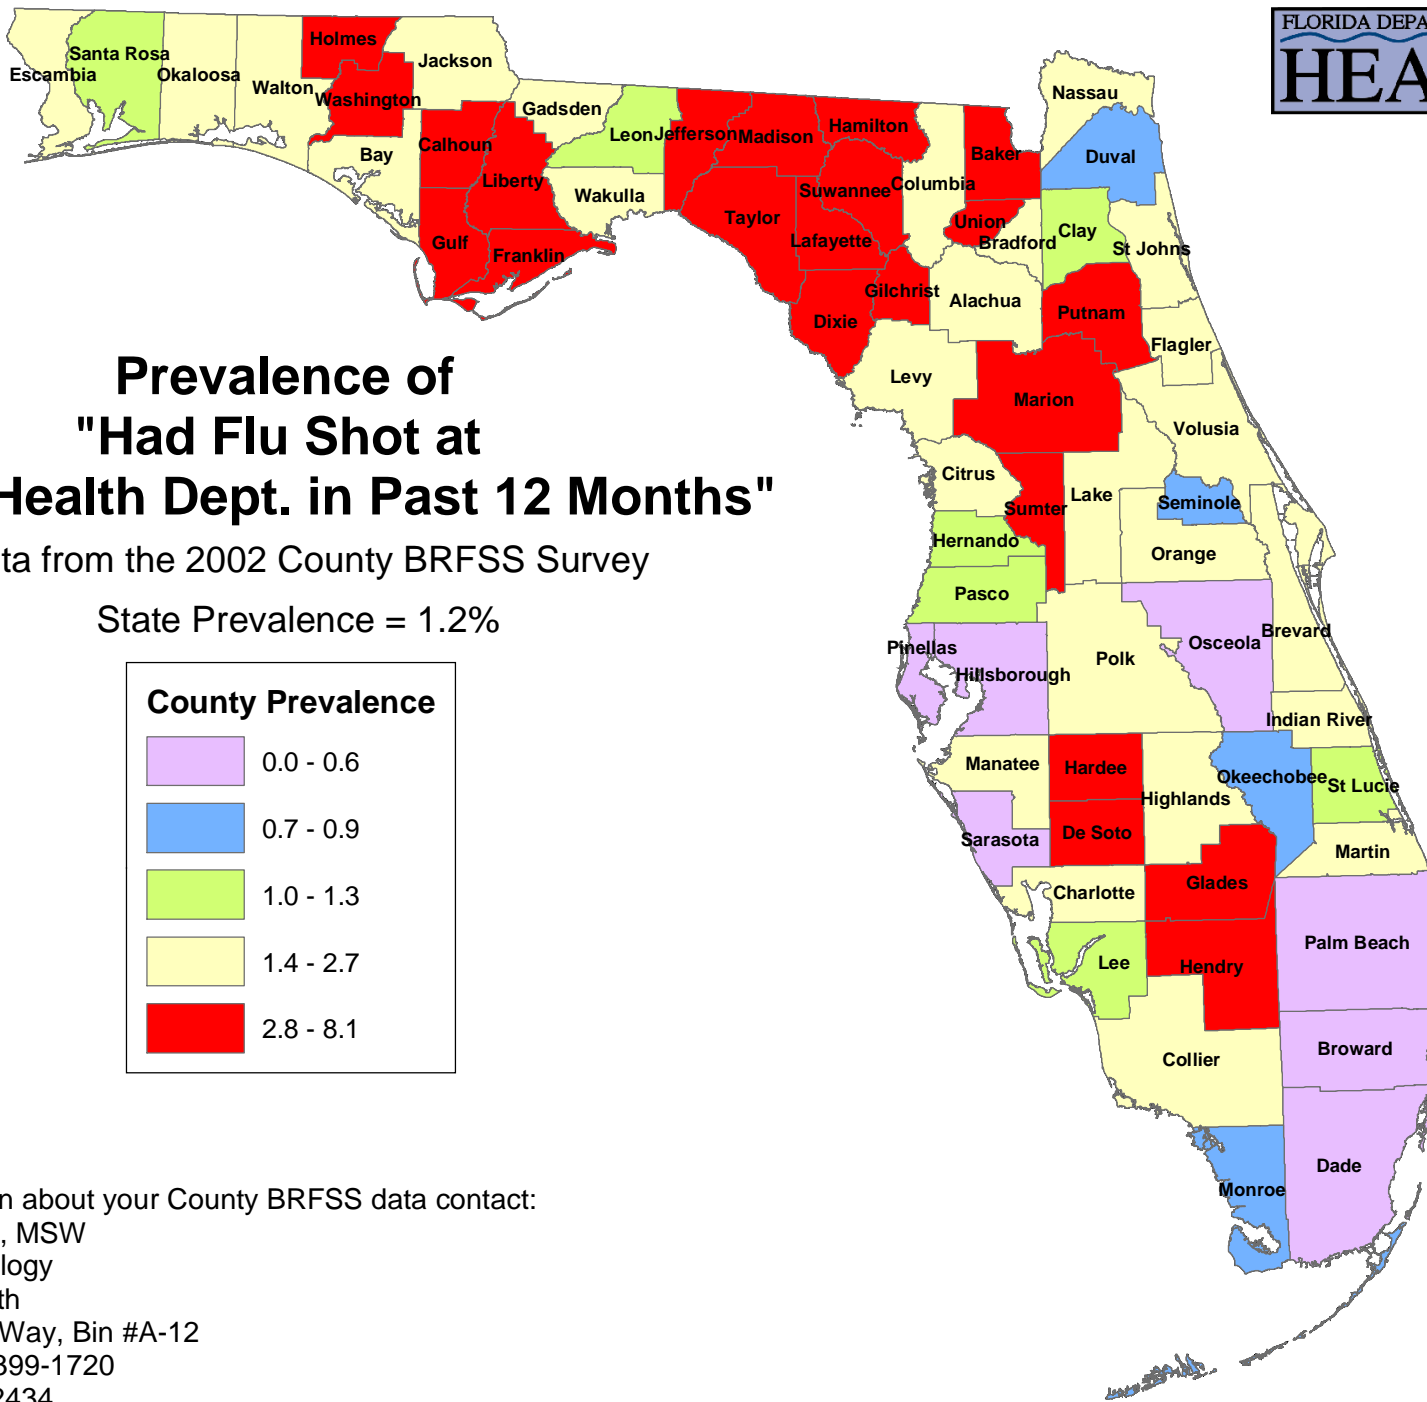 FLORIDA
HEA
Holmes
Santa Rosa
Jackson
Escambia
Okaloosa
Walton
Washington
Nassau
Gadsden
Calhoun
Leon
Jefferson
Madison
Hamilton
Baker
Duval
Bay
Liberty
Wakulla
Suwannee
Columbia
Taylor
Union
Clay
Gulf
Lafayette
Bradford
St Johns
Franklin
Gilchrist
Alachua
Putnam
Dixie
Flagler
Levy
Marion
Volusia
Citrus
Lake
Seminole
Sumter
Hernando
Orange
Pasco
Brevard
Pinellas
Osceola
Polk
Hillsborough
Indian River
Manatee
Hardee
Okeechobee
St Lucie
Highlands
Sarasota
De Soto
Martin
Charlotte
Glades
Palm Beach
Lee
Hendry
Broward
Collier
Dade
Monroe
Prevalence of
"Had Flu Shot at
Health Dept. in Past 12 Months"
ta from the 2002 County BRFSS Survey
State Prevalence = 1.2%
County Prevalence
0.0 - 0.6
0.7 - 0.9
1.0 - 1.3
1.4 - 2.7
2.8 - 8.1
n about your County BRFSS data contact:
, MSW
logy
th
Way, Bin #A-12
399-1720
2434